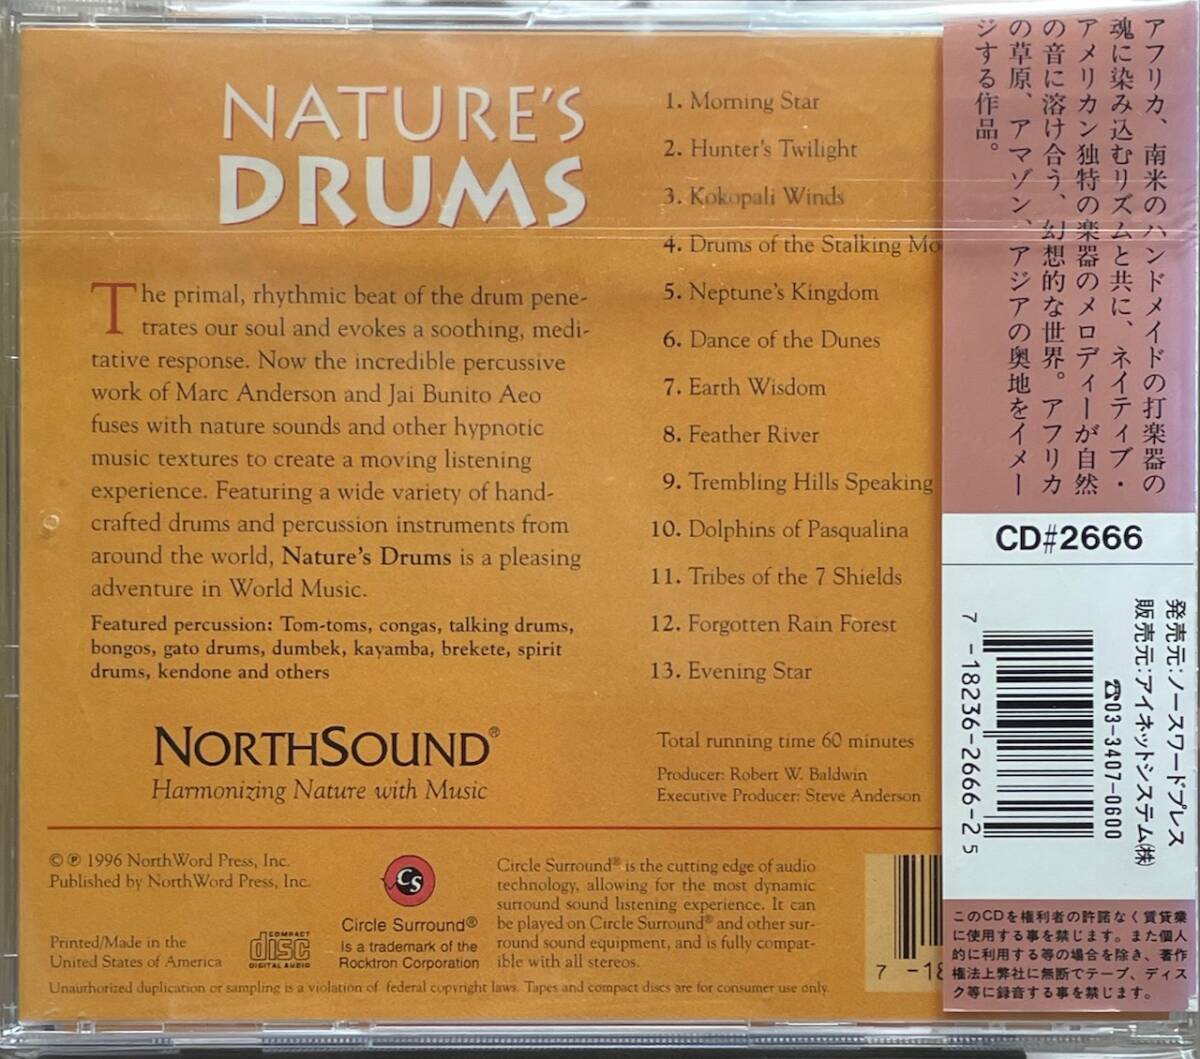 NATURE'S
DRUMS
The primal, rhythmic beat of the drum pene-
trates our soul and evokes a soothing, medi-
tative response. Now the incredible percussive
work of Marc Anderson and Jai Bunito Aeo
fuses with nature sounds and other hypnotic
music textures to create a moving listening
experience. Featuring a wide variety of hand-
crafted drums and percussion instruments from
around the world, Nature's Drums is a pleasing
adventure in World Music.
Featured percussion: Tom-toms, congas, talking drums,
bongos, gato drums, dumbek, kayamba, brekete, spirit
drums, kendone and others
NORTHSOUND®
Harmonizing Nature with Music
1. Morning Star
2. Hunter's Twilight
3. Kokopali Winds
4. Drums of the Stalking Mo
5. Neptune's Kingdom
6. Dance of the Dunes
7. Earth Wisdom
8. Feather River
9. Trembling Hills Speaking
10. Dolphins of Pasqualina
11. Tribes of the 7 Shields
12. Forgotten Rain Forest
13. Evening Star
Total running time 60 minutes
Producer: Robert W. Baldwin
Executive Producer: Steve Anderson
© ℗ 1996 NorthWord Press, Inc.
Published by NorthWord Press, Inc.
Printed/Made in the
United States of America
COMPACT
disc
DIGITAL AUDIO
CS
Circle Surround®
Is a trademark of the
Rocktron Corporation
Circle Surround® is the cutting edge of audio
technology, allowing for the most dynamic
surround sound listening experience. It can
be played on Circle Surround® and other sur-
round sound equipment, and is fully compat-
ible with all stereos.
Unauthorized duplication or sampling is a violation of federal copyright laws. Tapes and compact discs are for consumer use only.
7 -18
アフリカ、南米のハンドメイドの打楽器の
魂に染み込むリズムと共に、ネイティブ・
アメリカン独特の楽器のメロディーが自然
の音に溶け合う、幻想的な世界。アフリカ
の草原、アマゾン、アジアの奥地をイメー
ジする作品。
CD#2666
発売元:ノースワードプレス
販売元:アイネットシステム(株)
☎03-3407-0600
7 -18236-2666-2 5
このCDを権利者の許諾なく賃貸業
に使用する事を禁じます。また個人
的に利用する等の場合を除き、著作
権法上弊社に無断でテープ、ディス
ク等に録音する事を禁じます。